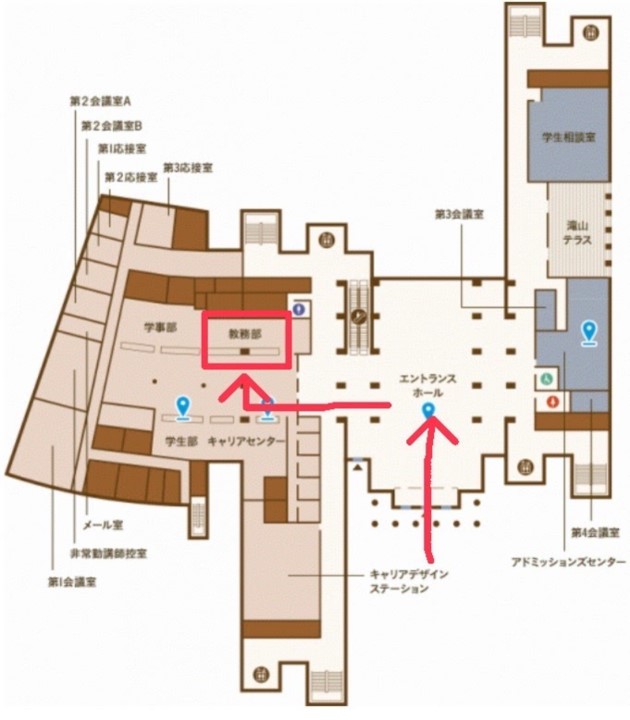 第2会議室A
第2会議室B
第1応接室
第2応接室
第3応接室
学生相談室
第3会議室
滝山
テラス
学事部
教務部
エントランス
ホール
学生部
キャリアセンター
メール室
非常勤講師控室
第1会議室
キャリアデザイン
ステーション
第4会議室
アドミッションズセンター